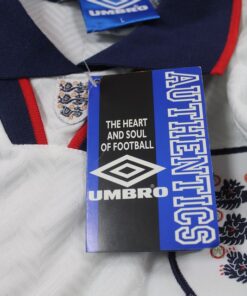 UMBRO
L
THE HEART
AND SOUL
OF FOOTBALL
UMBRO
AUTHENTICS